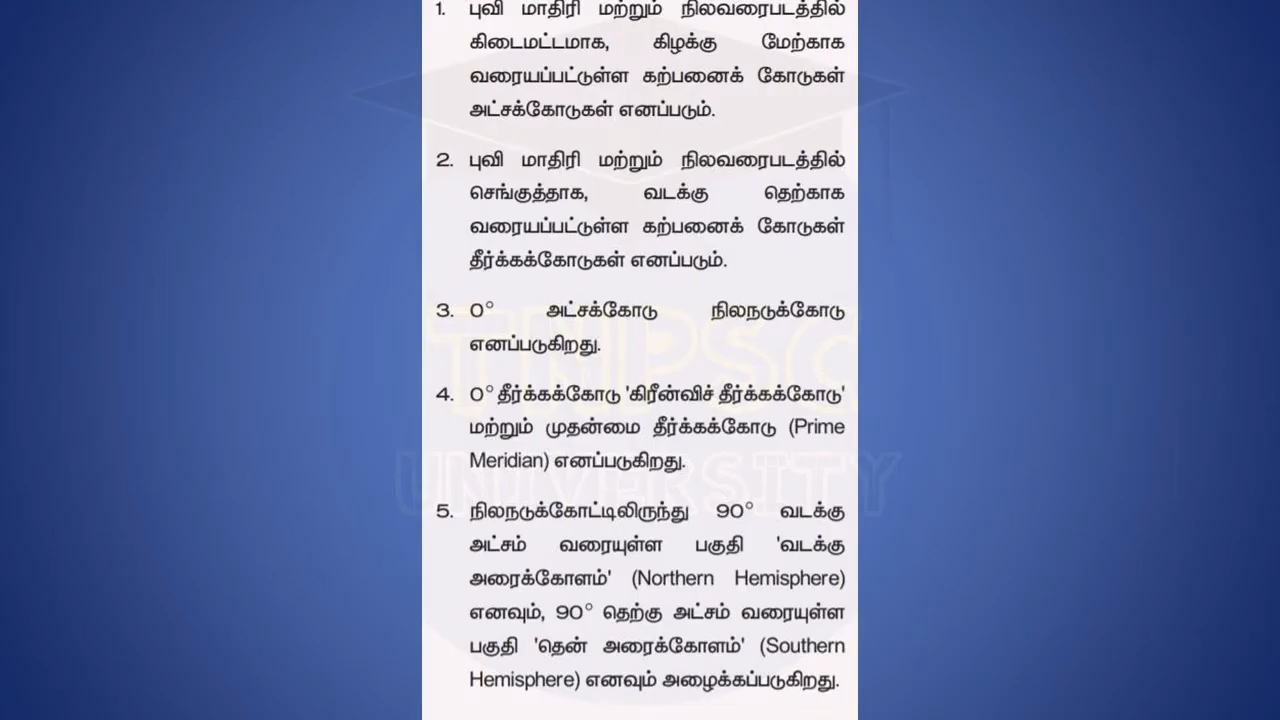 1. புவி மாதிரி மற்றும் நிலவரைபடத்தில்
கிடைமட்டமாக, கிழக்கு மேற்காக
வரையப்பட்டுள்ள கற்பனைக் கோடுகள்
அட்சக்கோடுகள் எனப்படும்.
2. புவி மாதிரி மற்றும் நிலவரைபடத்தில்
செங்குத்தாக, வடக்கு தெற்காக
வரையப்பட்டுள்ள கற்பனைக் கோடுகள்
தீர்க்கக்கோடுகள் எனப்படும்.
3. 0° அட்சக்கோடு நிலநடுக்கோடு
எனப்படுகிறது.
4. 0° தீர்க்கக்கோடு 'கிரீன்விச் தீர்க்கக்கோடு'
மற்றும் முதன்மை தீர்க்கக்கோடு (Prime
Meridian) எனப்படுகிறது.
5. நிலநடுக்கோட்டிலிருந்து 90° வடக்கு
அட்சம் வரையுள்ள பகுதி 'வடக்கு
அரைக்கோளம்' (Northern Hemisphere)
எனவும், 90° தெற்கு அட்சம் வரையுள்ள
பகுதி 'தென் அரைக்கோளம்' (Southern
Hemisphere) எனவும் அழைக்கப்படுகிறது.
TNPSC
UNIVERSITY